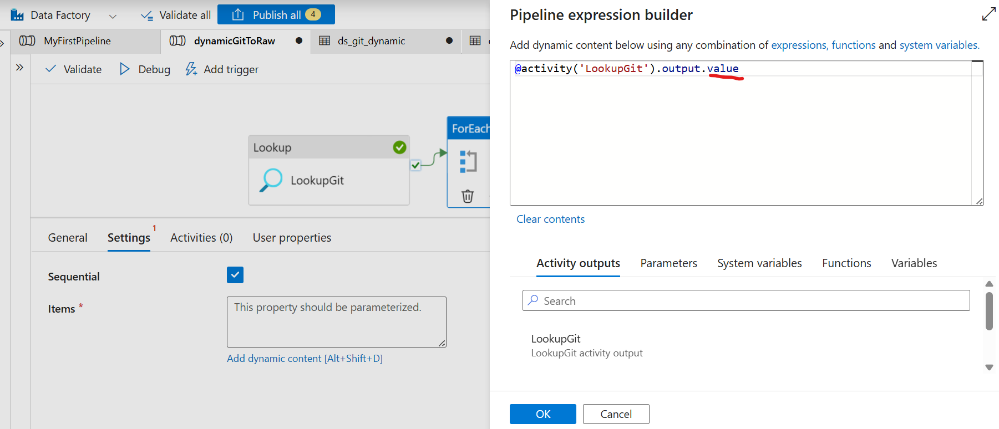 Data Factory
Validate all
Publish all 4
MyFirstPipeline
dynamicGitToRaw
ds_git_dynamic
Validate
Debug
Add trigger
Lookup
LookupGit
ForEach
General
Settings 1
Activities (0)
User properties
Sequential
Items *
This property should be parameterized.
Add dynamic content [Alt+Shift+D]
Pipeline expression builder
Add dynamic content below using any combination of expressions, functions and system variables.
@activity('LookupGit').output.value
Clear contents
Activity outputs
Parameters
System variables
Functions
Variables
Search
LookupGit
LookupGit activity output
OK
Cancel